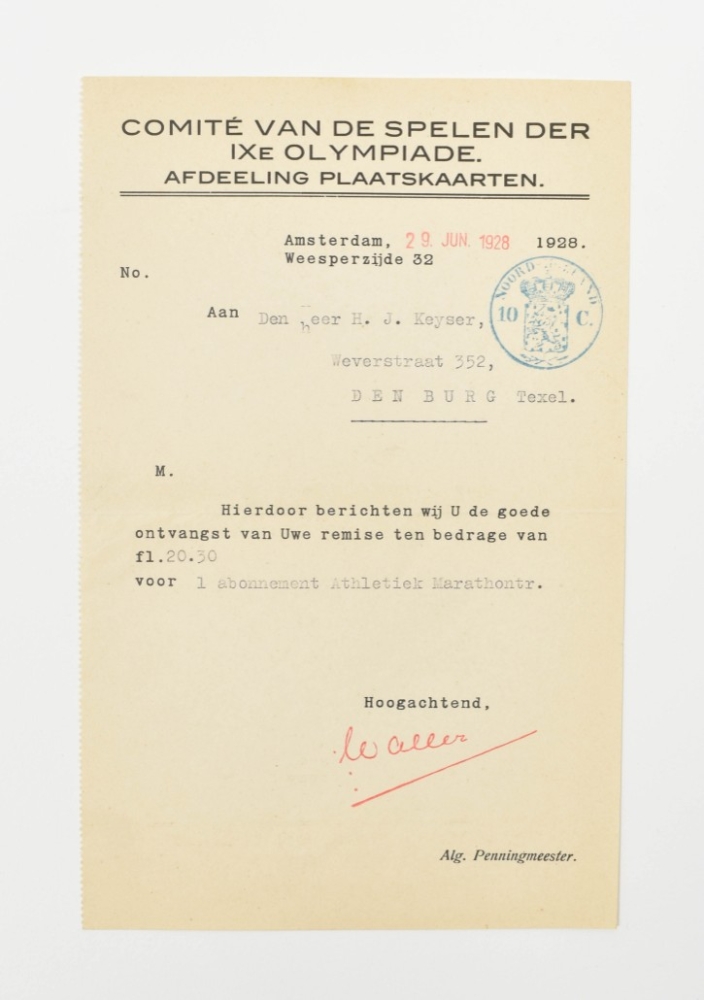 COMITÉ VAN DE SPELEN DER
IXE OLYMPIADE.
AFDEELING PLAATSKAARTEN.
Amsterdam, 29. JUN. 1928 1928.
Weesperzijde 32
No.
NOORD HOLLAND
10 C.
Aan Den heer H. J. Keyser,
Weverstraat 352,
DEN BURG Texel.
M.
Hierdoor berichten wij U de goede
ontvangst van Uwe remise ten bedrage van
fl.20.30
voor 1 abonnement Athletiek Marathontr.
Hoogachtend,
Alg. Penningmeester.